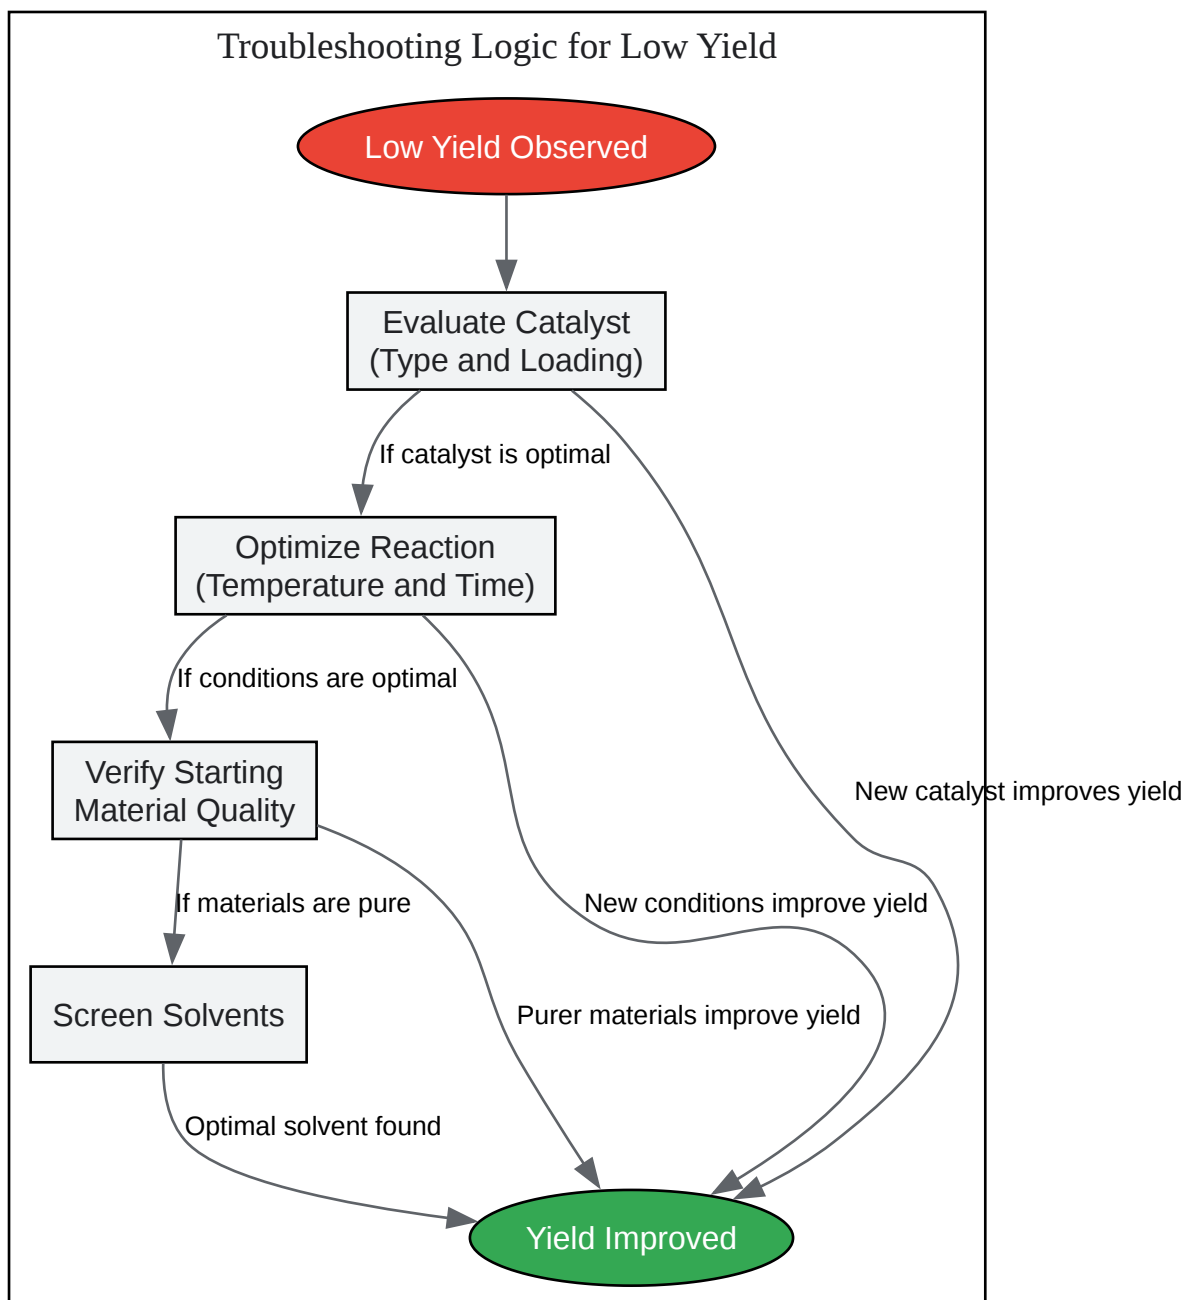 Troubleshooting Logic for Low Yield
Low Yield Observed
Evaluate Catalyst
(Type and Loading)
If catalyst is optimal
Optimize Reaction
(Temperature and Time)
If conditions are optimal
Verify Starting
Material Quality
New catalyst improves yield
If materials are pure
New conditions improve yield
Screen Solvents
Purer materials improve yield
Optimal solvent found
Yield Improved